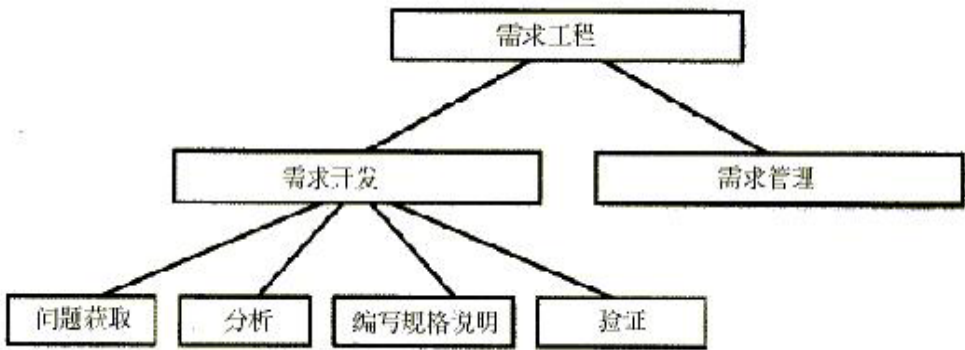 需求工程
需求开发
需求管理
问题获取
分析
编写规格说明
验证